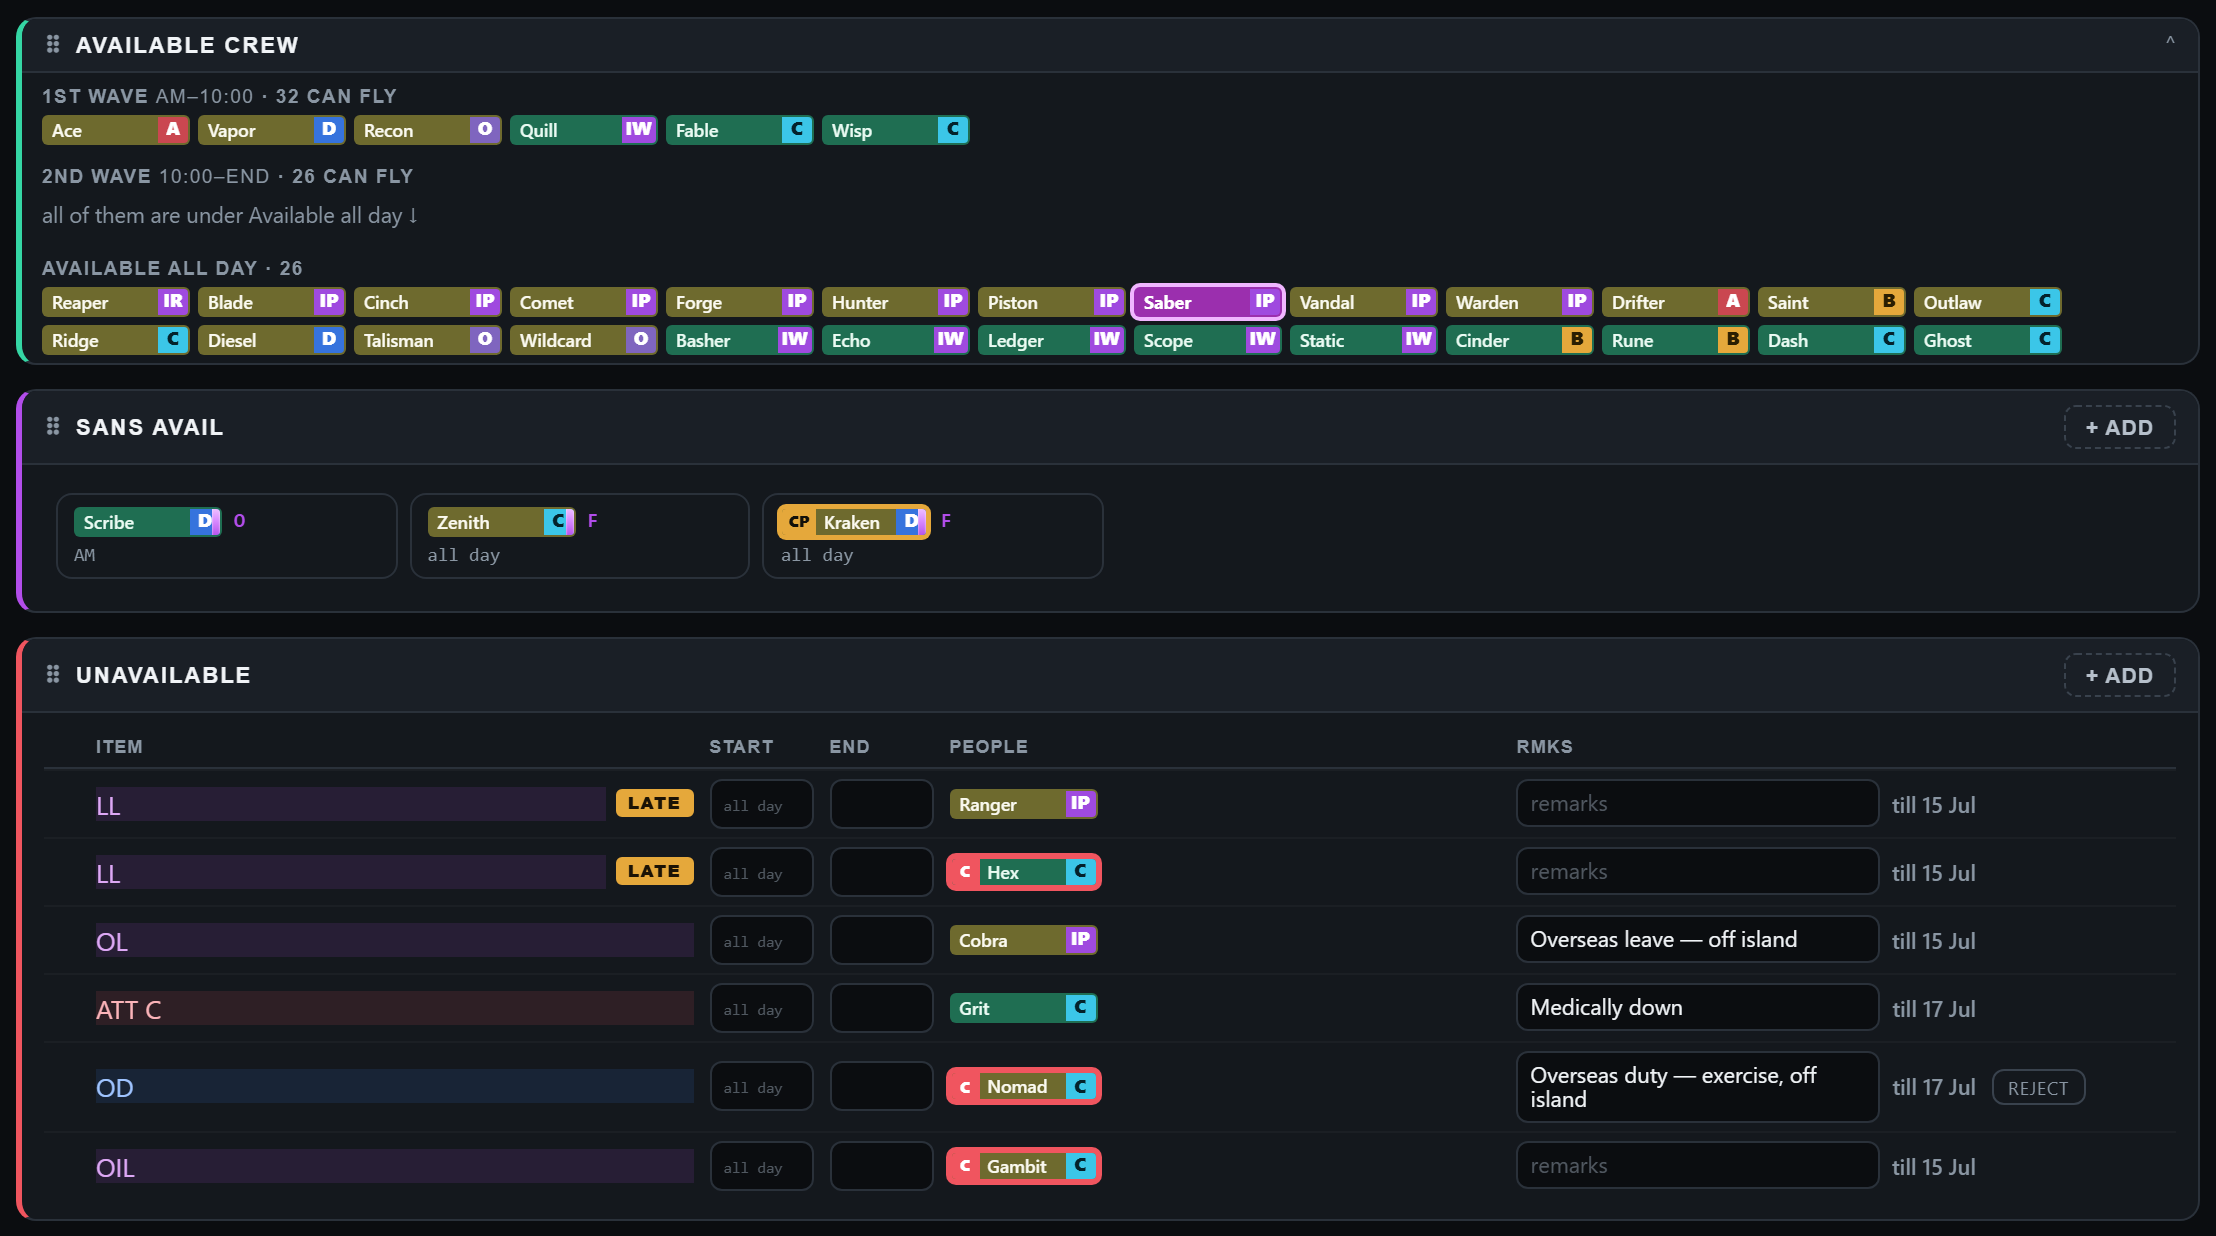 AVAILABLE CREW ^
1ST WAVE AM–10:00 · 32 CAN FLY
Ace A Vapor D Recon O Quill IW Fable C Wisp C
2ND WAVE 10:00–END · 26 CAN FLY
all of them are under Available all day ↓
AVAILABLE ALL DAY · 26
Reaper IR Blade IP Cinch IP Comet IP Forge IP Hunter IP Piston IP Saber IP Vandal IP Warden IP Drifter A Saint B Outlaw C
Ridge C Diesel D Talisman O Wildcard O Basher IW Echo IW Ledger IW Scope IW Static IW Cinder B Rune B Dash C Ghost C
SANS AVAIL + ADD
Scribe D O Zenith C F CP Kraken D F
AM all day all day
UNAVAILABLE + ADD
ITEM START END PEOPLE RMKS
LL LATE all day Ranger IP remarks till 15 Jul
LL LATE all day C Hex C remarks till 15 Jul
OL all day Cobra IP Overseas leave — off island till 15 Jul
ATT C all day Grit C Medically down till 17 Jul
OD all day C Nomad C Overseas duty — exercise, off till 17 Jul REJECT
island
OIL all day C Gambit C remarks till 15 Jul